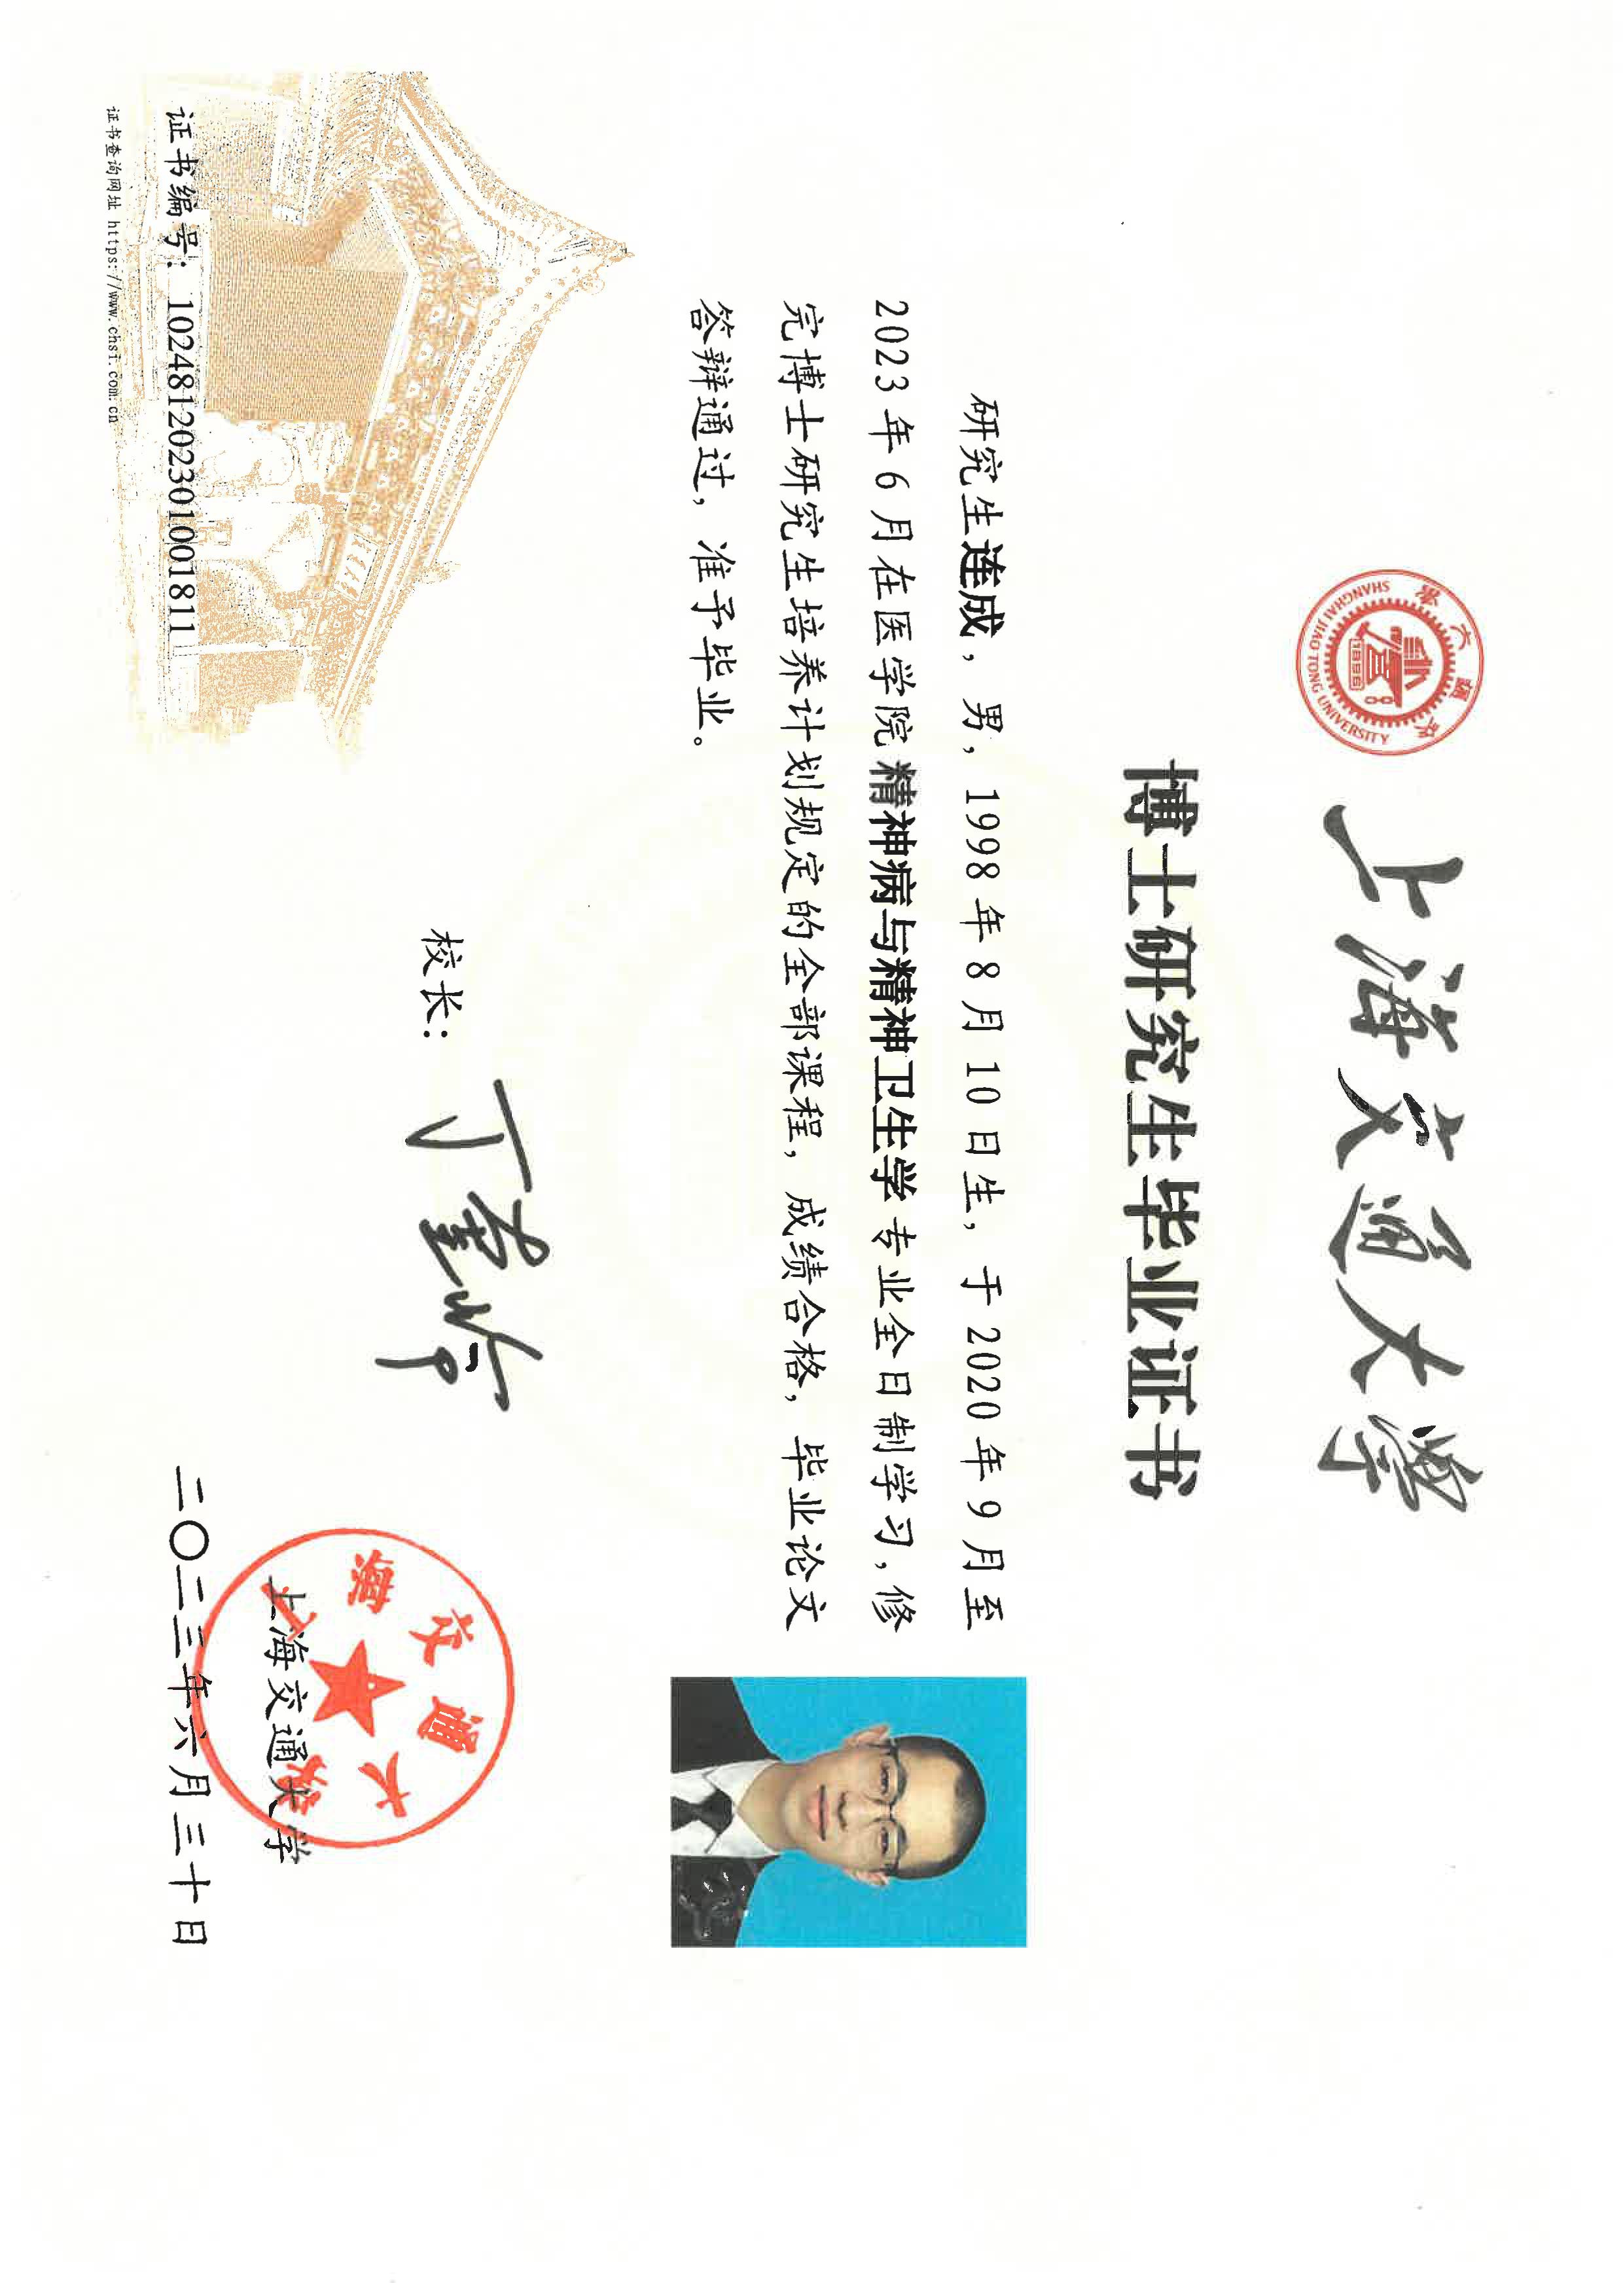 上海交通大學
交通大學
SHANGHAI JIAO TONG UNIVERSITY
1896
博士研究生毕业证书
研究生连成，男，1998 年 8 月 10 日生，于 2020 年 9 月至
2023 年 6 月在医学院 精神病与精神卫生学 专业全日制学习，修
完博士研究生培养计划规定的全部课程，成绩合格，毕业论文
答辩通过，准予毕业。
校长：
丁奎岭
上海交通大学
上海交通大学
二〇二三年六月三十日
证书编号：102481202301001811
证书查询网址 https://www.chsi.com.cn